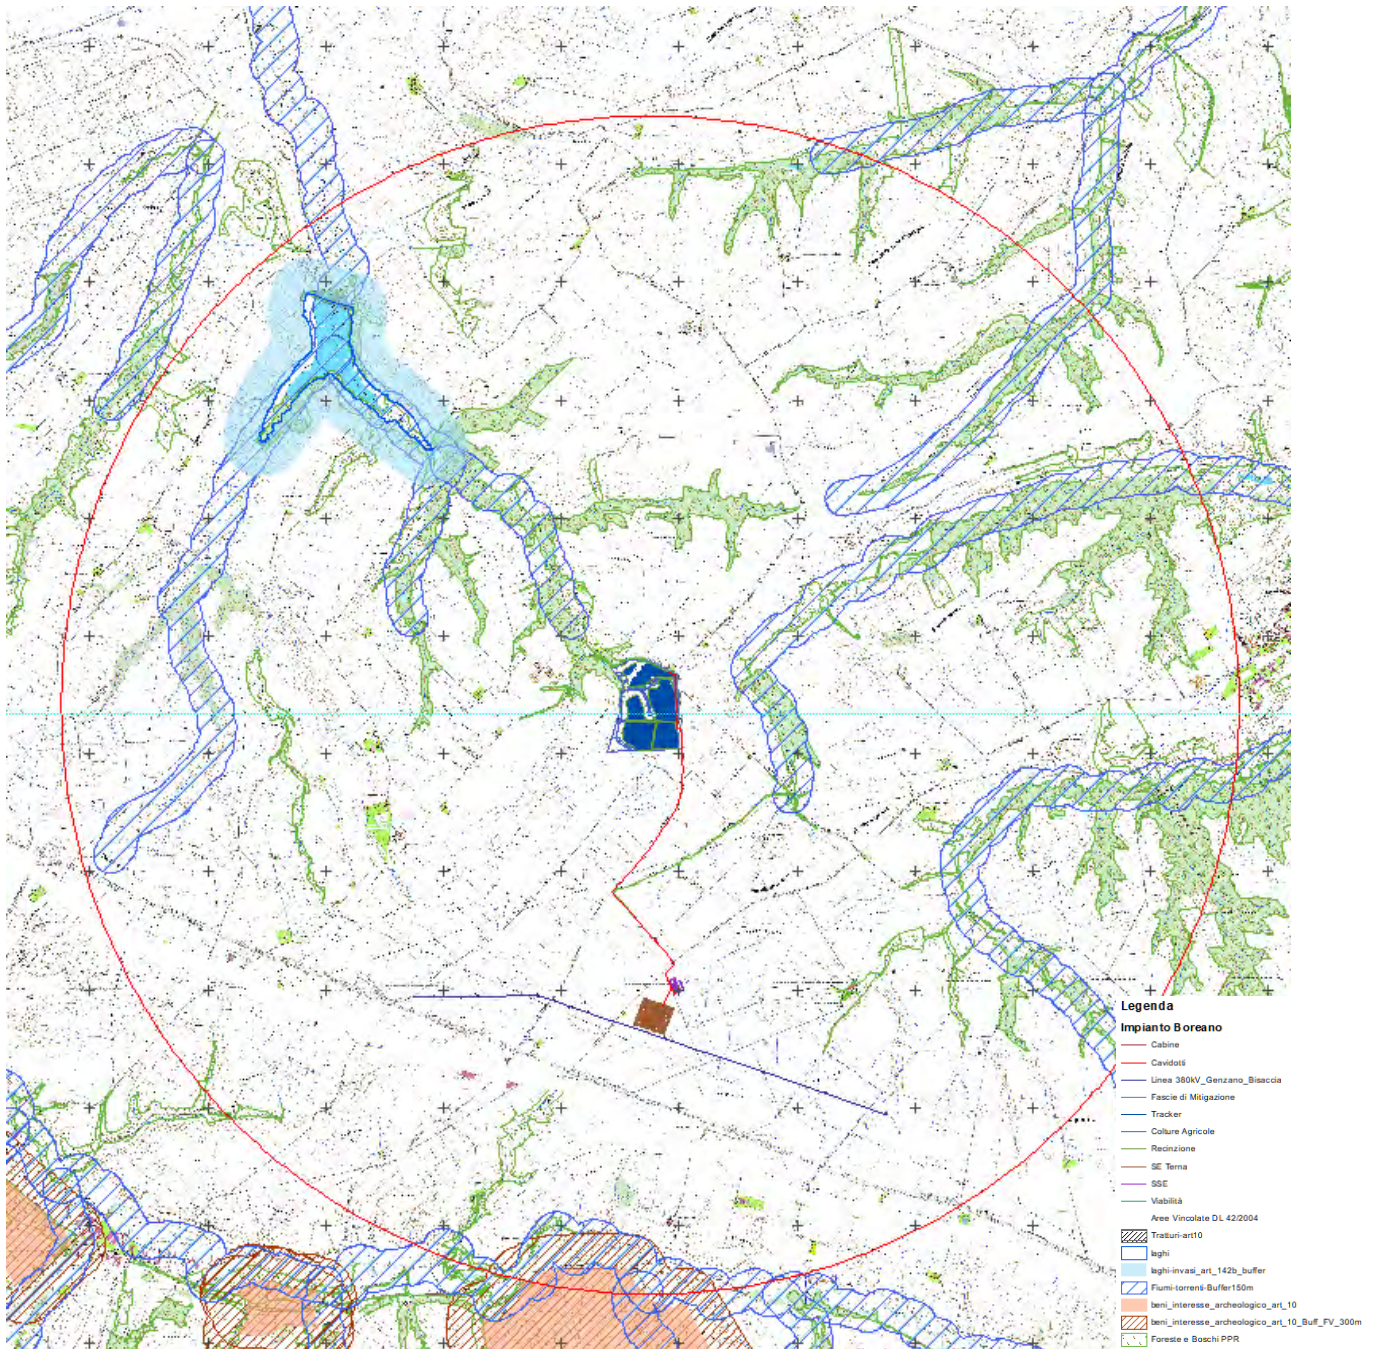 Legenda
Impianto Boreano
Cabine
Cavidotti
Linea 380kV_Genzano_Bisaccia
Fascie di Mitigazione
Tracker
Colture Agricole
Recinzione
SE Terna
SSE
Viabilità
Aree Vincolate DL 42/2004
Tratturi-art10
laghi
laghi-invasi_art_142b_buffer
Fiumi-torrenti-Buffer150m
beni_interesse_archeologico_art_10
beni_interesse_archeologico_art_10_Buff_FV_300m
Foreste e Boschi PPR